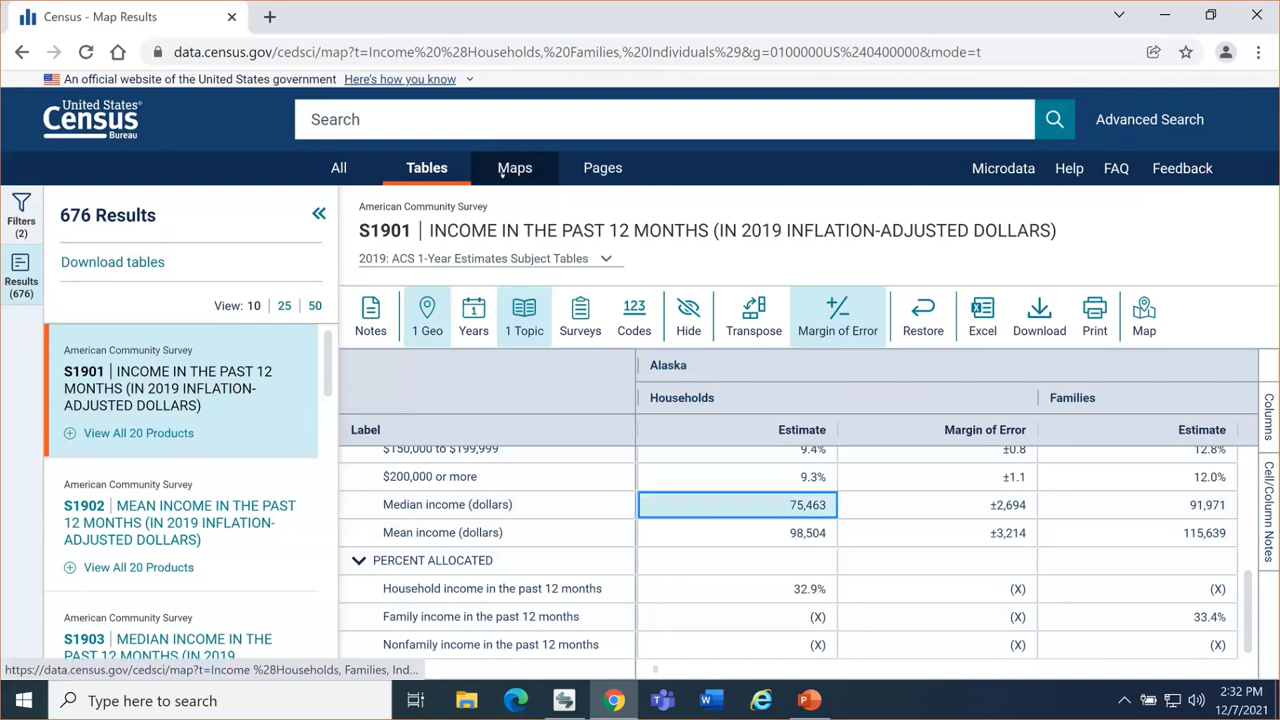 Census - Map Results
data.census.gov/cedsci/map?t=Income%20%28Households,%20Families,%20Individuals%29&g=0100000US%240400000&mode=t
An official website of the United States government Here's how you know
United States
Census
Bureau
Search
Advanced Search
All Tables Maps Pages Microdata Help FAQ Feedback
Filters
(2)
Results
(676)
676 Results
Download tables
View: 10 25 50
American Community Survey
S1901 | INCOME IN THE PAST 12
MONTHS (IN 2019 INFLATION-
ADJUSTED DOLLARS)
View All 20 Products
American Community Survey
S1902 | MEAN INCOME IN THE PAST
12 MONTHS (IN 2019 INFLATION-
ADJUSTED DOLLARS)
View All 20 Products
American Community Survey
S1903 | MEDIAN INCOME IN THE
PAST 12 MONTHS (IN 2019
American Community Survey
S1901 | INCOME IN THE PAST 12 MONTHS (IN 2019 INFLATION-ADJUSTED DOLLARS)
2019: ACS 1-Year Estimates Subject Tables
Notes 1 Geo Years 1 Topic Surveys Codes Hide Transpose Margin of Error Restore Excel Download Print Map
1
123
Alaska
Households Families
Label Estimate Margin of Error Estimate
$150,000 to $199,999 9.4% ±0.8 12.8%
$200,000 or more 9.3% ±1.1 12.0%
Median income (dollars) 75,463 ±2,694 91,971
Mean income (dollars) 98,504 ±3,214 115,639
PERCENT ALLOCATED
Household income in the past 12 months 32.9% (X) (X)
Family income in the past 12 months (X) (X) 33.4%
Nonfamily income in the past 12 months (X) (X) (X)
Columns
Cell/Column Notes
https://data.census.gov/cedsci/map?t=Income %28Households, Families, Ind...
Type here to search
2:32 PM
12/7/2021